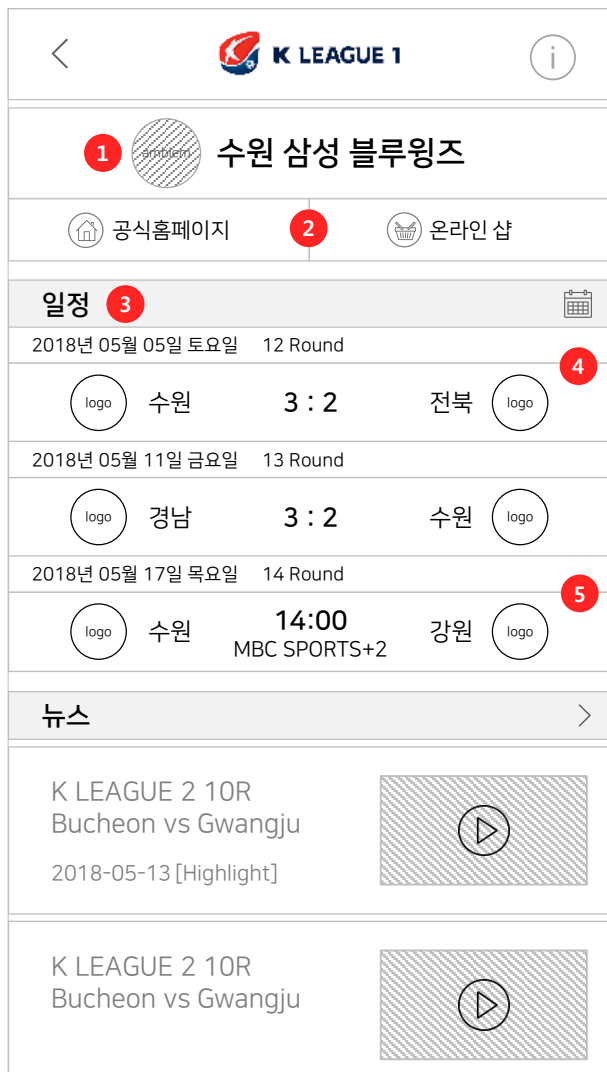 K LEAGUE 1
i
1 amblem 수원 삼성 블루윙즈
공식홈페이지 2 온라인 샵
일정 3
2018년 05월 05일 토요일 12 Round
4
logo 수원 3 : 2 전북 logo
2018년 05월 11일 금요일 13 Round
logo 경남 3 : 2 수원 logo
2018년 05월 17일 목요일 14 Round
5
logo 수원 14:00 강원 logo
MBC SPORTS+2
뉴스
K LEAGUE 2 10R
Bucheon vs Gwangju
2018-05-13 [Highlight]
K LEAGUE 2 10R
Bucheon vs Gwangju